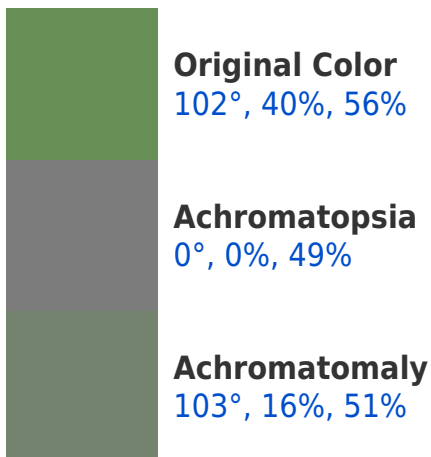 Original Color
102°, 40%, 56%
Achromatopsia
0°, 0%, 49%
Achromatomaly
103°, 16%, 51%